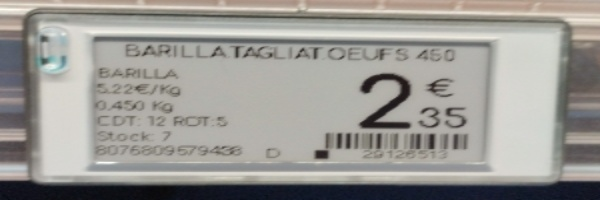 BARILLA TAGLIAT.OEUFS 450
BARILLA
5.22€/Kg
0.450 Kg
CDT: 12 ROT:5
Stock: 7
8076809579438 D
2 €35
29126513